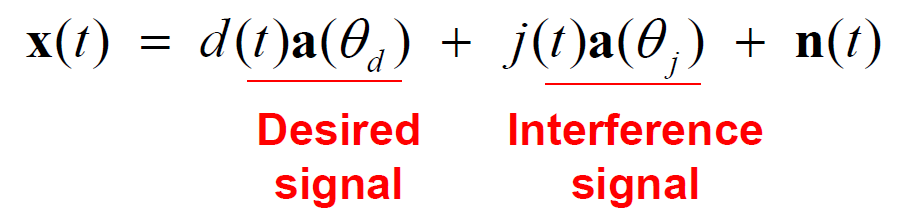 x(t) = d(t)a(θ_d) + j(t)a(θ_j) + n(t)
Desired Interference
signal signal